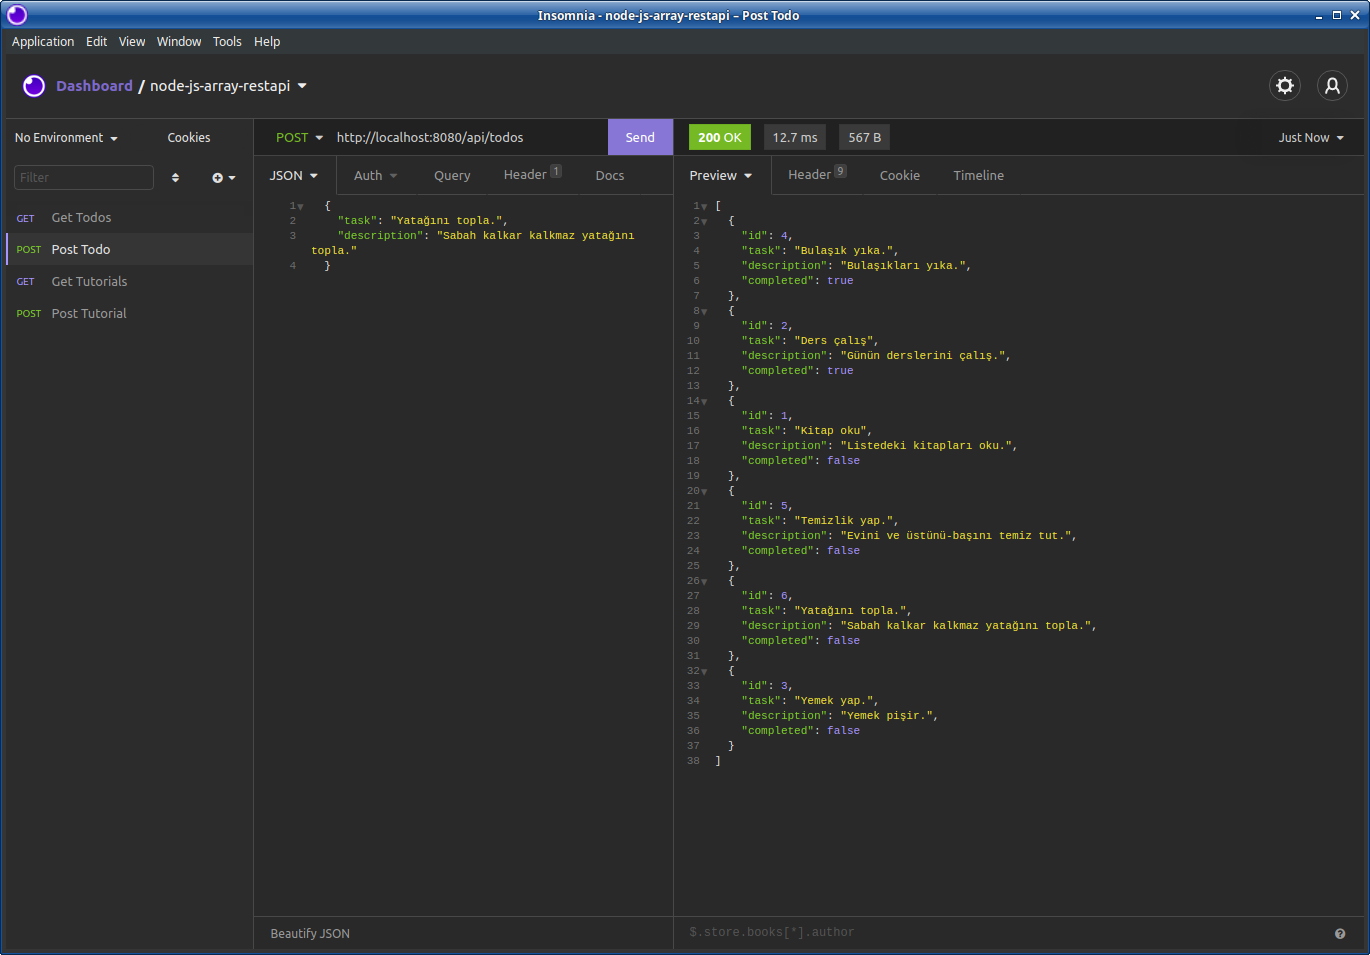 Insomnia - node-js-array-restapi – Post Todo
Application Edit View Window Tools Help
Dashboard / node-js-array-restapi
No Environment Cookies
Filter
GET Get Todos
POST Post Todo
GET Get Tutorials
POST Post Tutorial
POST http://localhost:8080/api/todos Send
JSON Auth Query Header 1 Docs
1 {
2 "task": "Yatağını topla.",
3 "description": "Sabah kalkar kalkmaz yatağını
topla."
4 }
Beautify JSON
200 OK 12.7 ms 567 B Just Now
Preview Header 9 Cookie Timeline
1 [
2 {
3 "id": 4,
4 "task": "Bulaşık yıka.",
5 "description": "Bulaşıkları yıka.",
6 "completed": true
7 },
8 {
9 "id": 2,
10 "task": "Ders çalış",
11 "description": "Günün derslerini çalış.",
12 "completed": true
13 },
14 {
15 "id": 1,
16 "task": "Kitap oku",
17 "description": "Listedeki kitapları oku.",
18 "completed": false
19 },
20 {
21 "id": 5,
22 "task": "Temizlik yap.",
23 "description": "Evini ve üstünü-başını temiz tut.",
24 "completed": false
25 },
26 {
27 "id": 6,
28 "task": "Yatağını topla.",
29 "description": "Sabah kalkar kalkmaz yatağını topla.",
30 "completed": false
31 },
32 {
33 "id": 3,
34 "task": "Yemek yap.",
35 "description": "Yemek pişir.",
36 "completed": false
37 }
38 ]
$.store.books[*].author